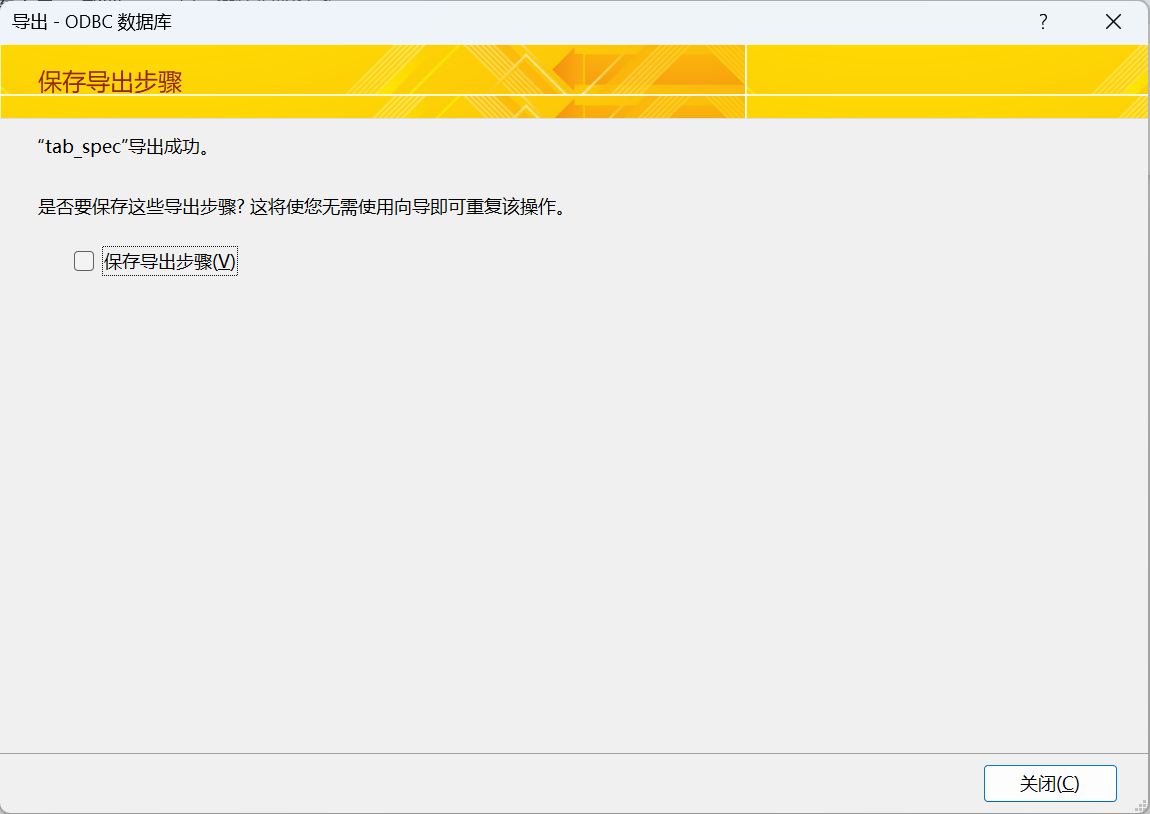 导出 - ODBC 数据库
?
保存导出步骤
“tab_spec”导出成功。
是否要保存这些导出步骤? 这将使您无需使用向导即可重复该操作。
保存导出步骤(V)
关闭(C)